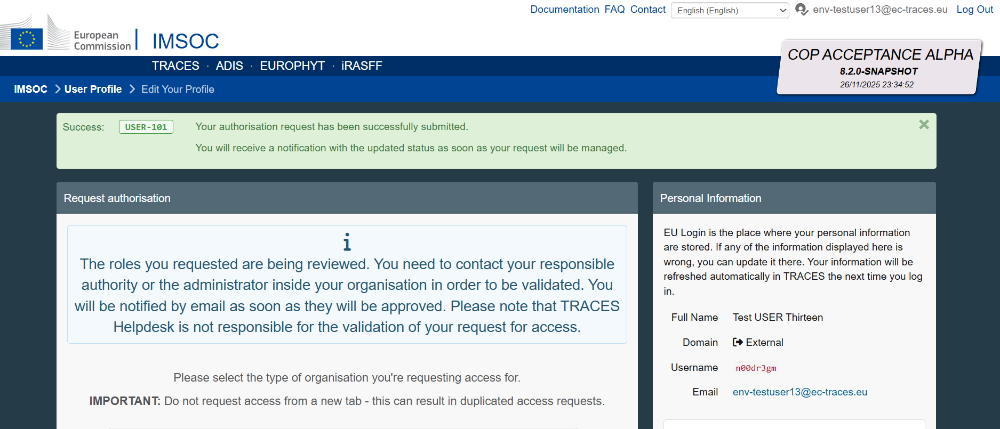 Documentation FAQ Contact English (English) env-testuser13@ec-traces.eu Log Out
European
Commission
IMSOC
TRACES · ADIS · EUROPHYT · iRASFF
COP ACCEPTANCE ALPHA
8.2.0-SNAPSHOT
26/11/2025 23:34:52
IMSOC User Profile Edit Your Profile
Success: USER-101 Your authorisation request has been successfully submitted.
You will receive a notification with the updated status as soon as your request will be managed.
Request authorisation
The roles you requested are being reviewed. You need to contact your responsible
authority or the administrator inside your organisation in order to be validated. You
will be notified by email as soon as they will be approved. Please note that TRACES
Helpdesk is not responsible for the validation of your request for access.
Please select the type of organisation you're requesting access for.
IMPORTANT: Do not request access from a new tab - this can result in duplicated access requests.
Personal Information
EU Login is the place where your personal information
are stored. If any of the information displayed here is
wrong, you can update it there. Your information will be
refreshed automatically in TRACES the next time you log
in.
Full Name Test USER Thirteen
Domain External
Username n00dr3gm
Email env-testuser13@ec-traces.eu